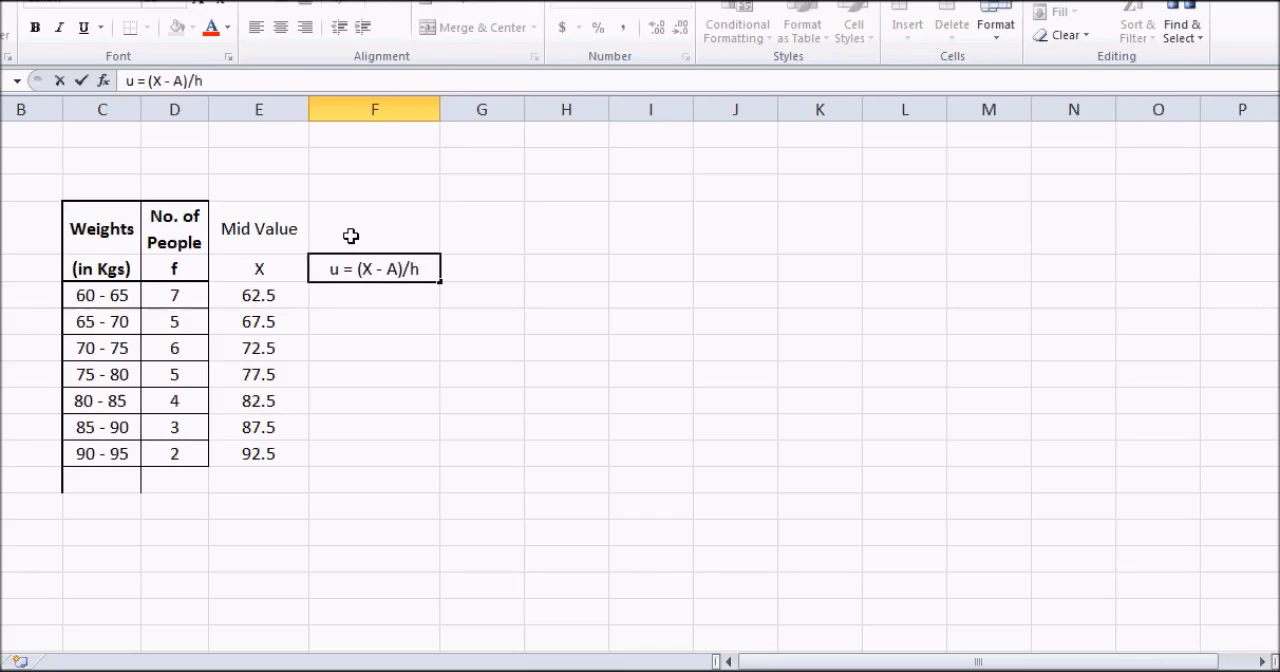 B I U A
Merge & Center
$ % ,
Conditional Format Cell
Formatting as Table Styles
Insert Delete Format
Fill
Clear
Sort & Find &
Filter Select
Font Alignment Number Styles Cells Editing
fx u = (X - A)/h
B C D E F G H I J K L M N O P
Weights No. of People Mid Value
(in Kgs) f X u = (X - A)/h
60 - 65 7 62.5
65 - 70 5 67.5
70 - 75 6 72.5
75 - 80 5 77.5
80 - 85 4 82.5
85 - 90 3 87.5
90 - 95 2 92.5